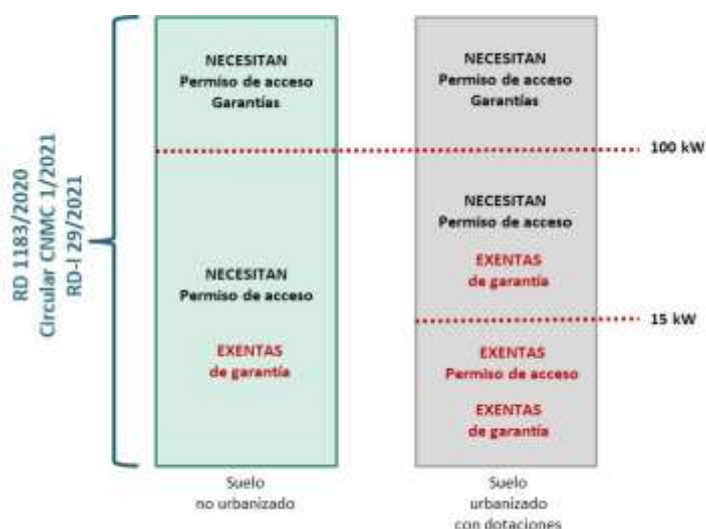 RD 1183/2020
Circular CNMC 1/2021
RD-l 29/2021
NECESITAN
Permiso de acceso
Garantías
NECESITAN
Permiso de acceso
EXENTAS
de garantía
Suelo
no urbanizado
NECESITAN
Permiso de acceso
Garantías
100 kW
NECESITAN
Permiso de acceso
EXENTAS
de garantía
15 kW
EXENTAS
Permiso de acceso
EXENTAS
de garantía
Suelo
urbanizado
con dotaciones